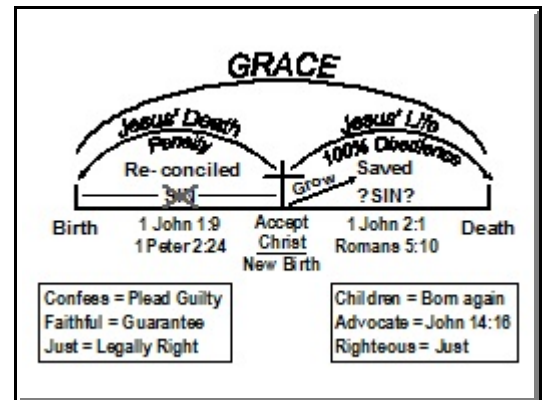 GRACE
Jesus' Death
Penalty
Re-conciled
Jesus' Life
100% Obedience
Saved
Grow
SIN
?SIN?
Birth
1 John 1:9
1 Peter 2:24
Accept
Christ
New Birth
1 John 2:1
Romans 5:10
Death
Confess = Plead Guilty
Faithful = Guarantee
Just = Legally Right
Children = Born again
Advocate = John 14:16
Righteous = Just